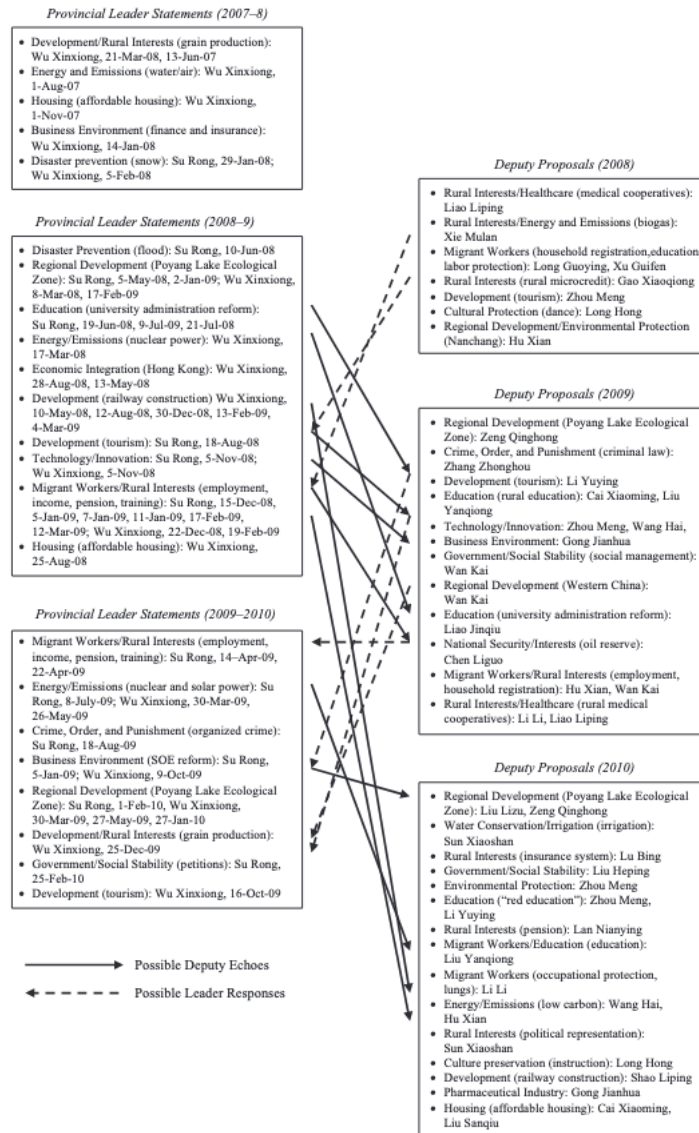 Provincial Leader Statements (2007–8)
• Development/Rural Interests (grain production):
Wu Xinxiong, 21-Mar-08, 13-Jun-07
• Energy and Emissions (water/air): Wu Xinxiong,
1-Aug-07
• Housing (affordable housing): Wu Xinxiong,
1-Nov-07
• Business Environment (finance and insurance):
Wu Xinxiong, 14-Jan-08
• Disaster prevention (snow): Su Rong, 29-Jan-08;
Wu Xinxiong, 5-Feb-08
Provincial Leader Statements (2008–9)
• Disaster Prevention (flood): Su Rong, 10-Jun-08
• Regional Development (Poyang Lake Ecological
Zone): Su Rong, 5-May-08, 2-Jan-09; Wu Xinxiong,
8-Mar-08, 17-Feb-09
• Education (university administration reform):
Su Rong, 19-Jun-08, 9-Jul-09, 21-Jul-08
• Energy/Emissions (nuclear power): Wu Xinxiong,
17-Mar-08
• Economic Integration (Hong Kong): Wu Xinxiong,
28-Aug-08, 13-May-08
• Development (railway construction) Wu Xinxiong,
10-May-08, 12-Aug-08, 30-Dec-08, 13-Feb-09,
4-Mar-09
• Development (tourism): Su Rong, 18-Aug-08
• Technology/Innovation: Su Rong, 5-Nov-08;
Wu Xinxiong, 5-Nov-08
• Migrant Workers/Rural Interests (employment,
income, pension, training): Su Rong, 15-Dec-08,
5-Jan-09, 7-Jan-09, 11-Jan-09, 17-Feb-09,
12-Mar-09; Wu Xinxiong, 22-Dec-08, 19-Feb-09
• Housing (affordable housing): Wu Xinxiong,
25-Aug-08
Provincial Leader Statements (2009–2010)
• Migrant Workers/Rural Interests (employment,
income, pension, training): Su Rong, 14–Apr-09,
22-Apr-09
• Energy/Emissions (nuclear and solar power): Su
Rong, 8-July-09; Wu Xinxiong, 30-Mar-09,
26-May-09
• Crime, Order, and Punishment (organized crime):
Su Rong, 18-Aug-09
• Business Environment (SOE reform): Su Rong,
5-Jan-09; Wu Xinxiong, 9-Oct-09
• Regional Development (Poyang Lake Ecological
Zone): Su Rong, 1-Feb-10, Wu Xinxiong,
30-Mar-09, 27-May-09, 27-Jan-10
• Development/Rural Interests (grain production):
Wu Xinxiong, 25-Dec-09
• Government/Social Stability (petitions): Su Rong,
25-Feb-10
• Development (tourism): Wu Xinxiong, 16-Oct-09
Possible Deputy Echoes
Possible Leader Responses
Deputy Proposals (2008)
• Rural Interests/Healthcare (medical cooperatives):
Liao Liping
• Rural Interests/Energy and Emissions (biogas):
Xie Mulan
• Migrant Workers (household registration,education
labor protection): Long Guoying, Xu Guifen
• Rural Interests (rural microcredit): Gao Xiaoqiong
• Development (tourism): Zhou Meng
• Cultural Protection (dance): Long Hong
• Regional Development/Environmental Protection
(Nanchang): Hu Xian
Deputy Proposals (2009)
• Regional Development (Poyang Lake Ecological
Zone): Zeng Qinghong
• Crime, Order, and Punishment (criminal law):
Zhang Zhonghou
• Development (tourism): Li Yuying
• Education (rural education): Cai Xiaoming, Liu
Yanqiong
• Technology/Innovation: Zhou Meng, Wang Hai,
• Business Environment: Gong Jianhua
• Government/Social Stability (social management):
Wan Kai
• Regional Development (Western China):
Wan Kai
• Education (university administration reform):
Liao Jinqiu
• National Security/Interests (oil reserve):
Chen Liguo
• Migrant Workers/Rural Interests (employment,
household registration): Hu Xian, Wan Kai
• Rural Interests/Healthcare (rural medical
cooperatives): Li Li, Liao Liping
Deputy Proposals (2010)
• Regional Development (Poyang Lake Ecological
Zone): Liu Lizu, Zeng Qinghong
• Water Conservation/Irrigation (irrigation):
Sun Xiaoshan
• Rural Interests (insurance system): Lu Bing
• Government/Social Stability: Liu Heping
• Environmental Protection: Zhou Meng
• Education (“red education”): Zhou Meng,
Li Yuying
• Rural Interests (pension): Lan Nianying
• Migrant Workers/Education (education):
Liu Yanqiong
• Migrant Workers (occupational protection,
lungs): Li Li
• Energy/Emissions (low carbon): Wang Hai,
Hu Xian
• Rural Interests (political representation):
Sun Xiaoshan
• Culture preservation (instruction): Long Hong
• Development (railway construction): Shao Liping
• Pharmaceutical Industry: Gong Jianhua
• Housing (affordable housing): Cai Xiaoming,
Liu Sanqiu